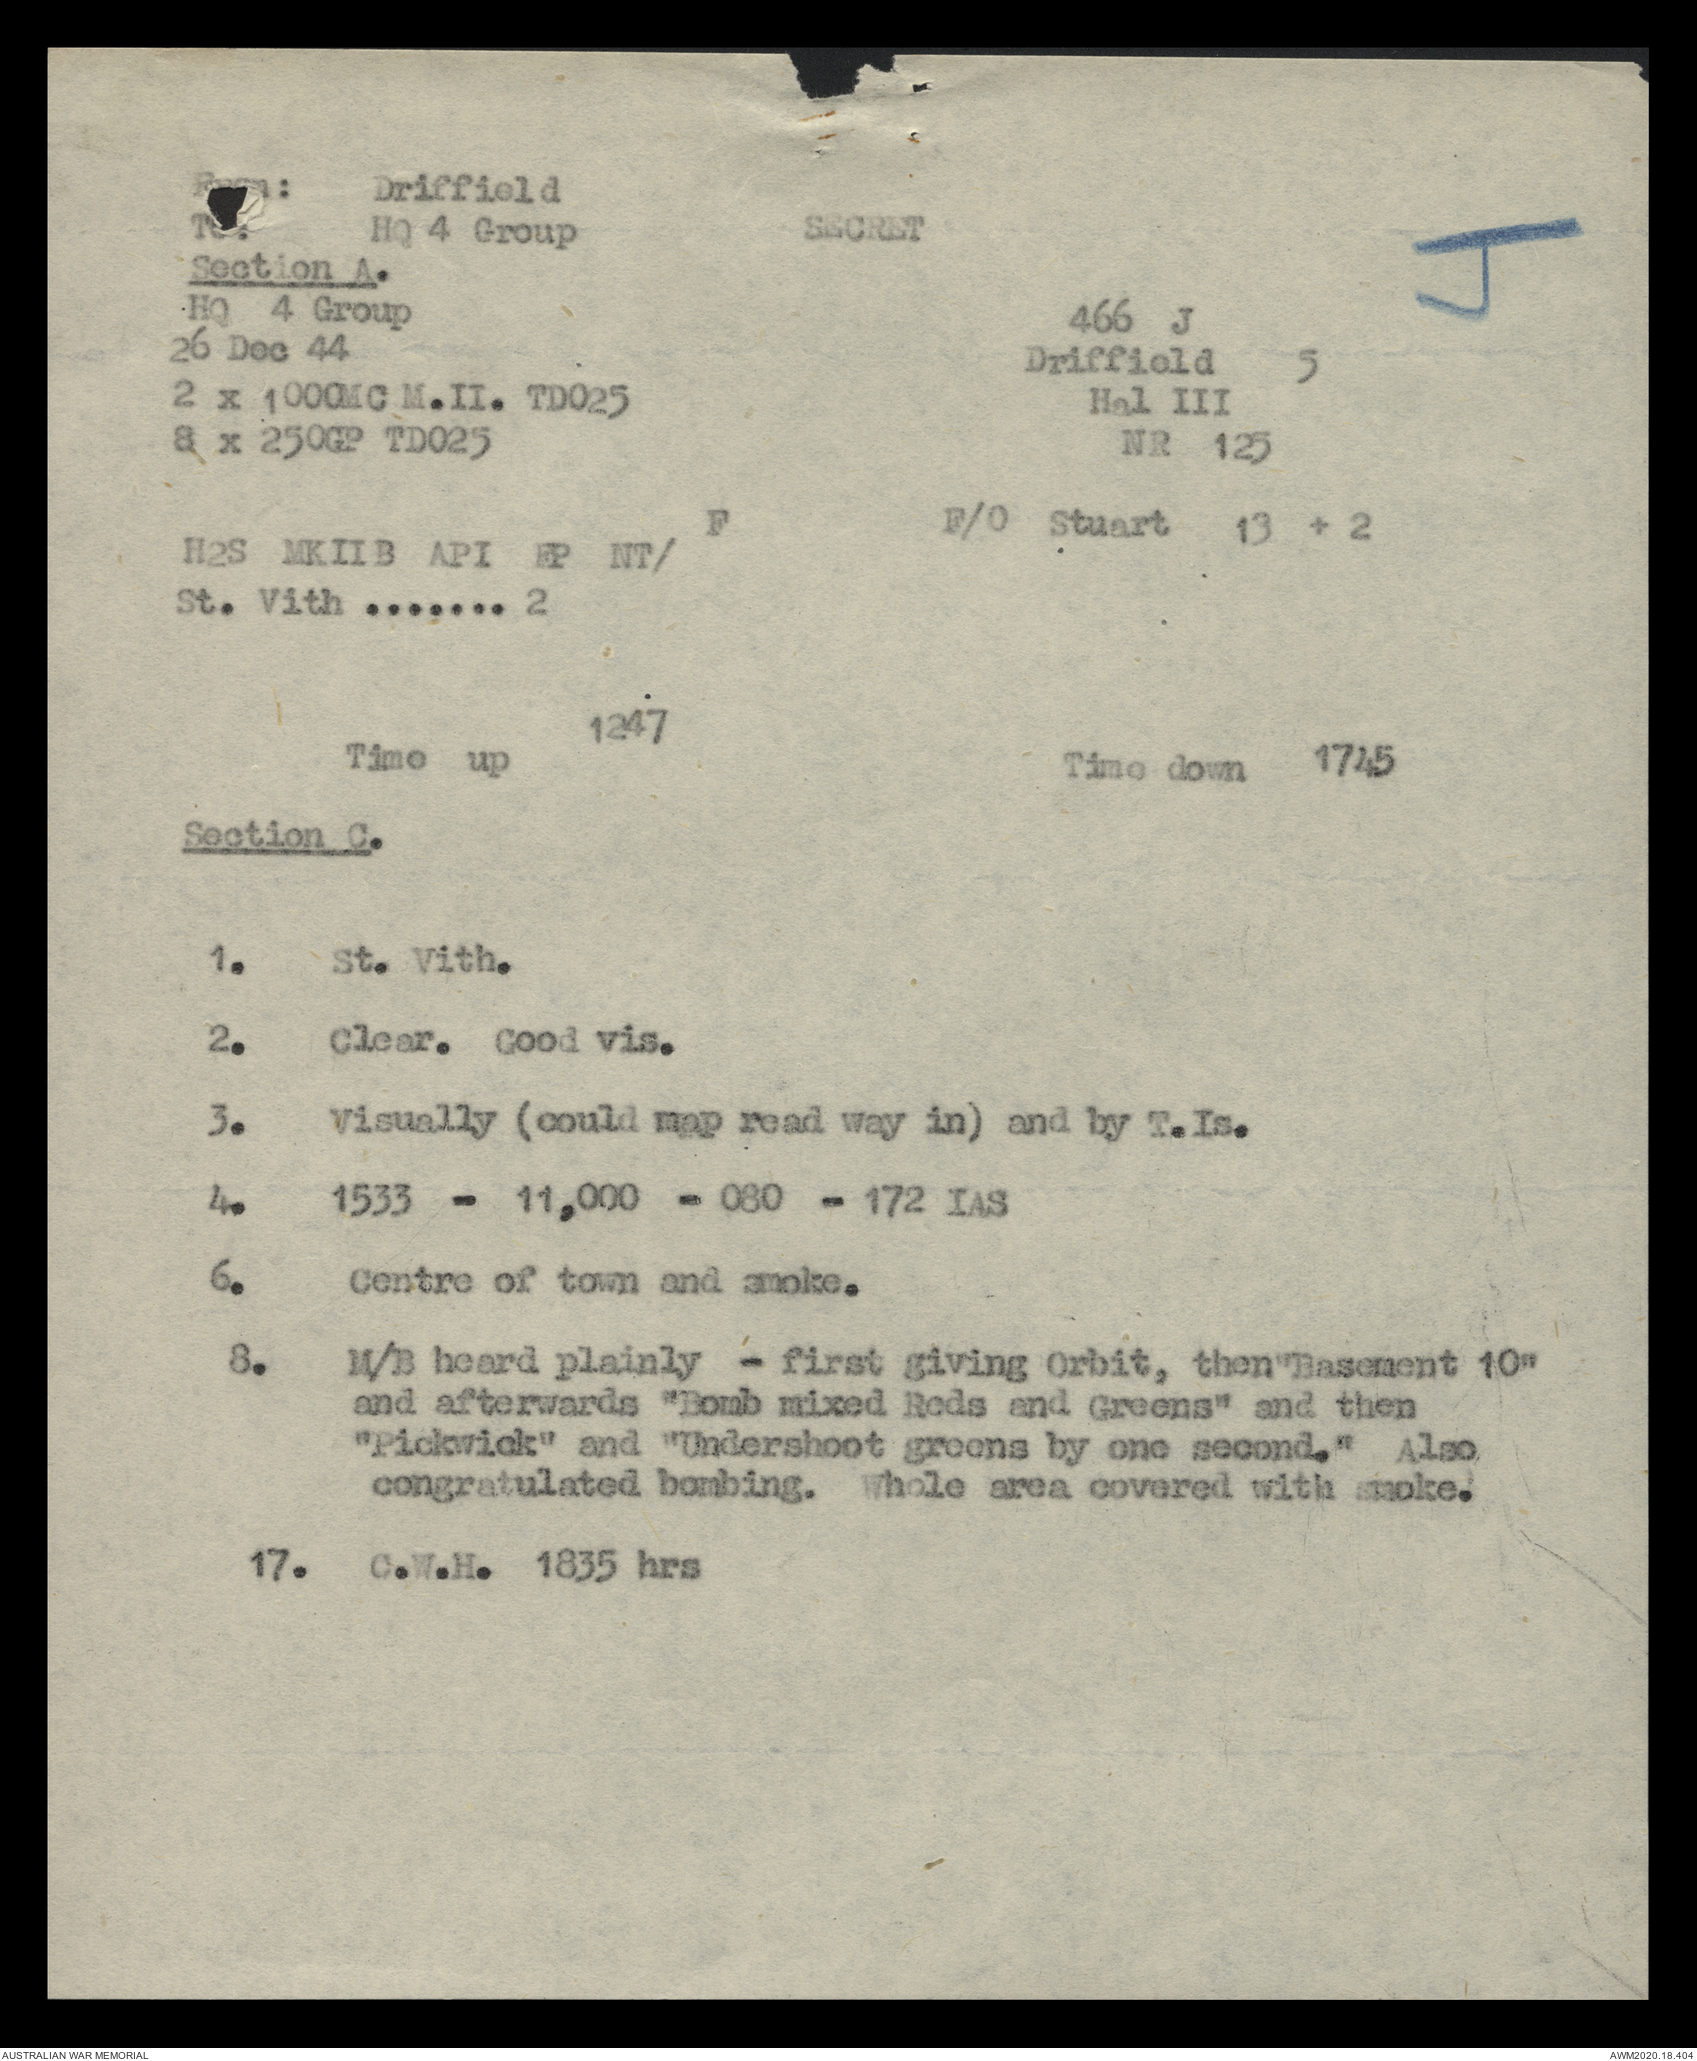 From: Driffield
To: HQ 4 Group SECRET
J
Section A.
HQ 4 Group 466 J
26 Dec 44 Driffield 5
2 x 1000MC M.II. TD025 Hal III
8 x 250GP TD025 NR 125
F F/O Stuart 13 + 2
H2S MKIIB API FP NT/
St. Vith ....... 2
1247
Time up Time down 1745
Section C.
1. St. Vith.
2. Clear. Good vis.
3. Visually (could map read way in) and by T.Is.
4. 1533 - 11,000 - 080 - 172 IAS
6. Centre of town and smoke.
8. M/B heard plainly - first giving Orbit, then "Basement 10"
and afterwards "Bomb mixed Reds and Greens" and then
"Pickwick" and "Undershoot greens by one second." Also
congratulated bombing. Whole area covered with smoke.
17. C.W.H. 1835 hrs
AUSTRALIAN WAR MEMORIAL AWM2020.18.404